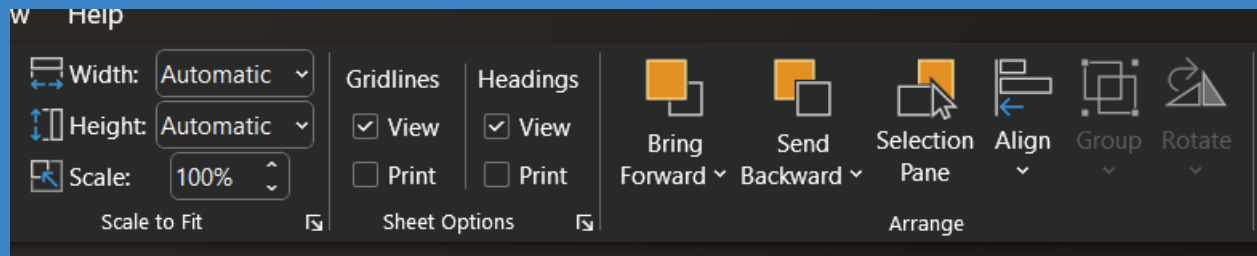 w Help
Width: Automatic
Height: Automatic
Scale: 100%
Scale to Fit
Gridlines Headings
View View
Print Print
Sheet Options
Bring Forward
Send Backward
Selection Pane
Align
Group
Rotate
Arrange